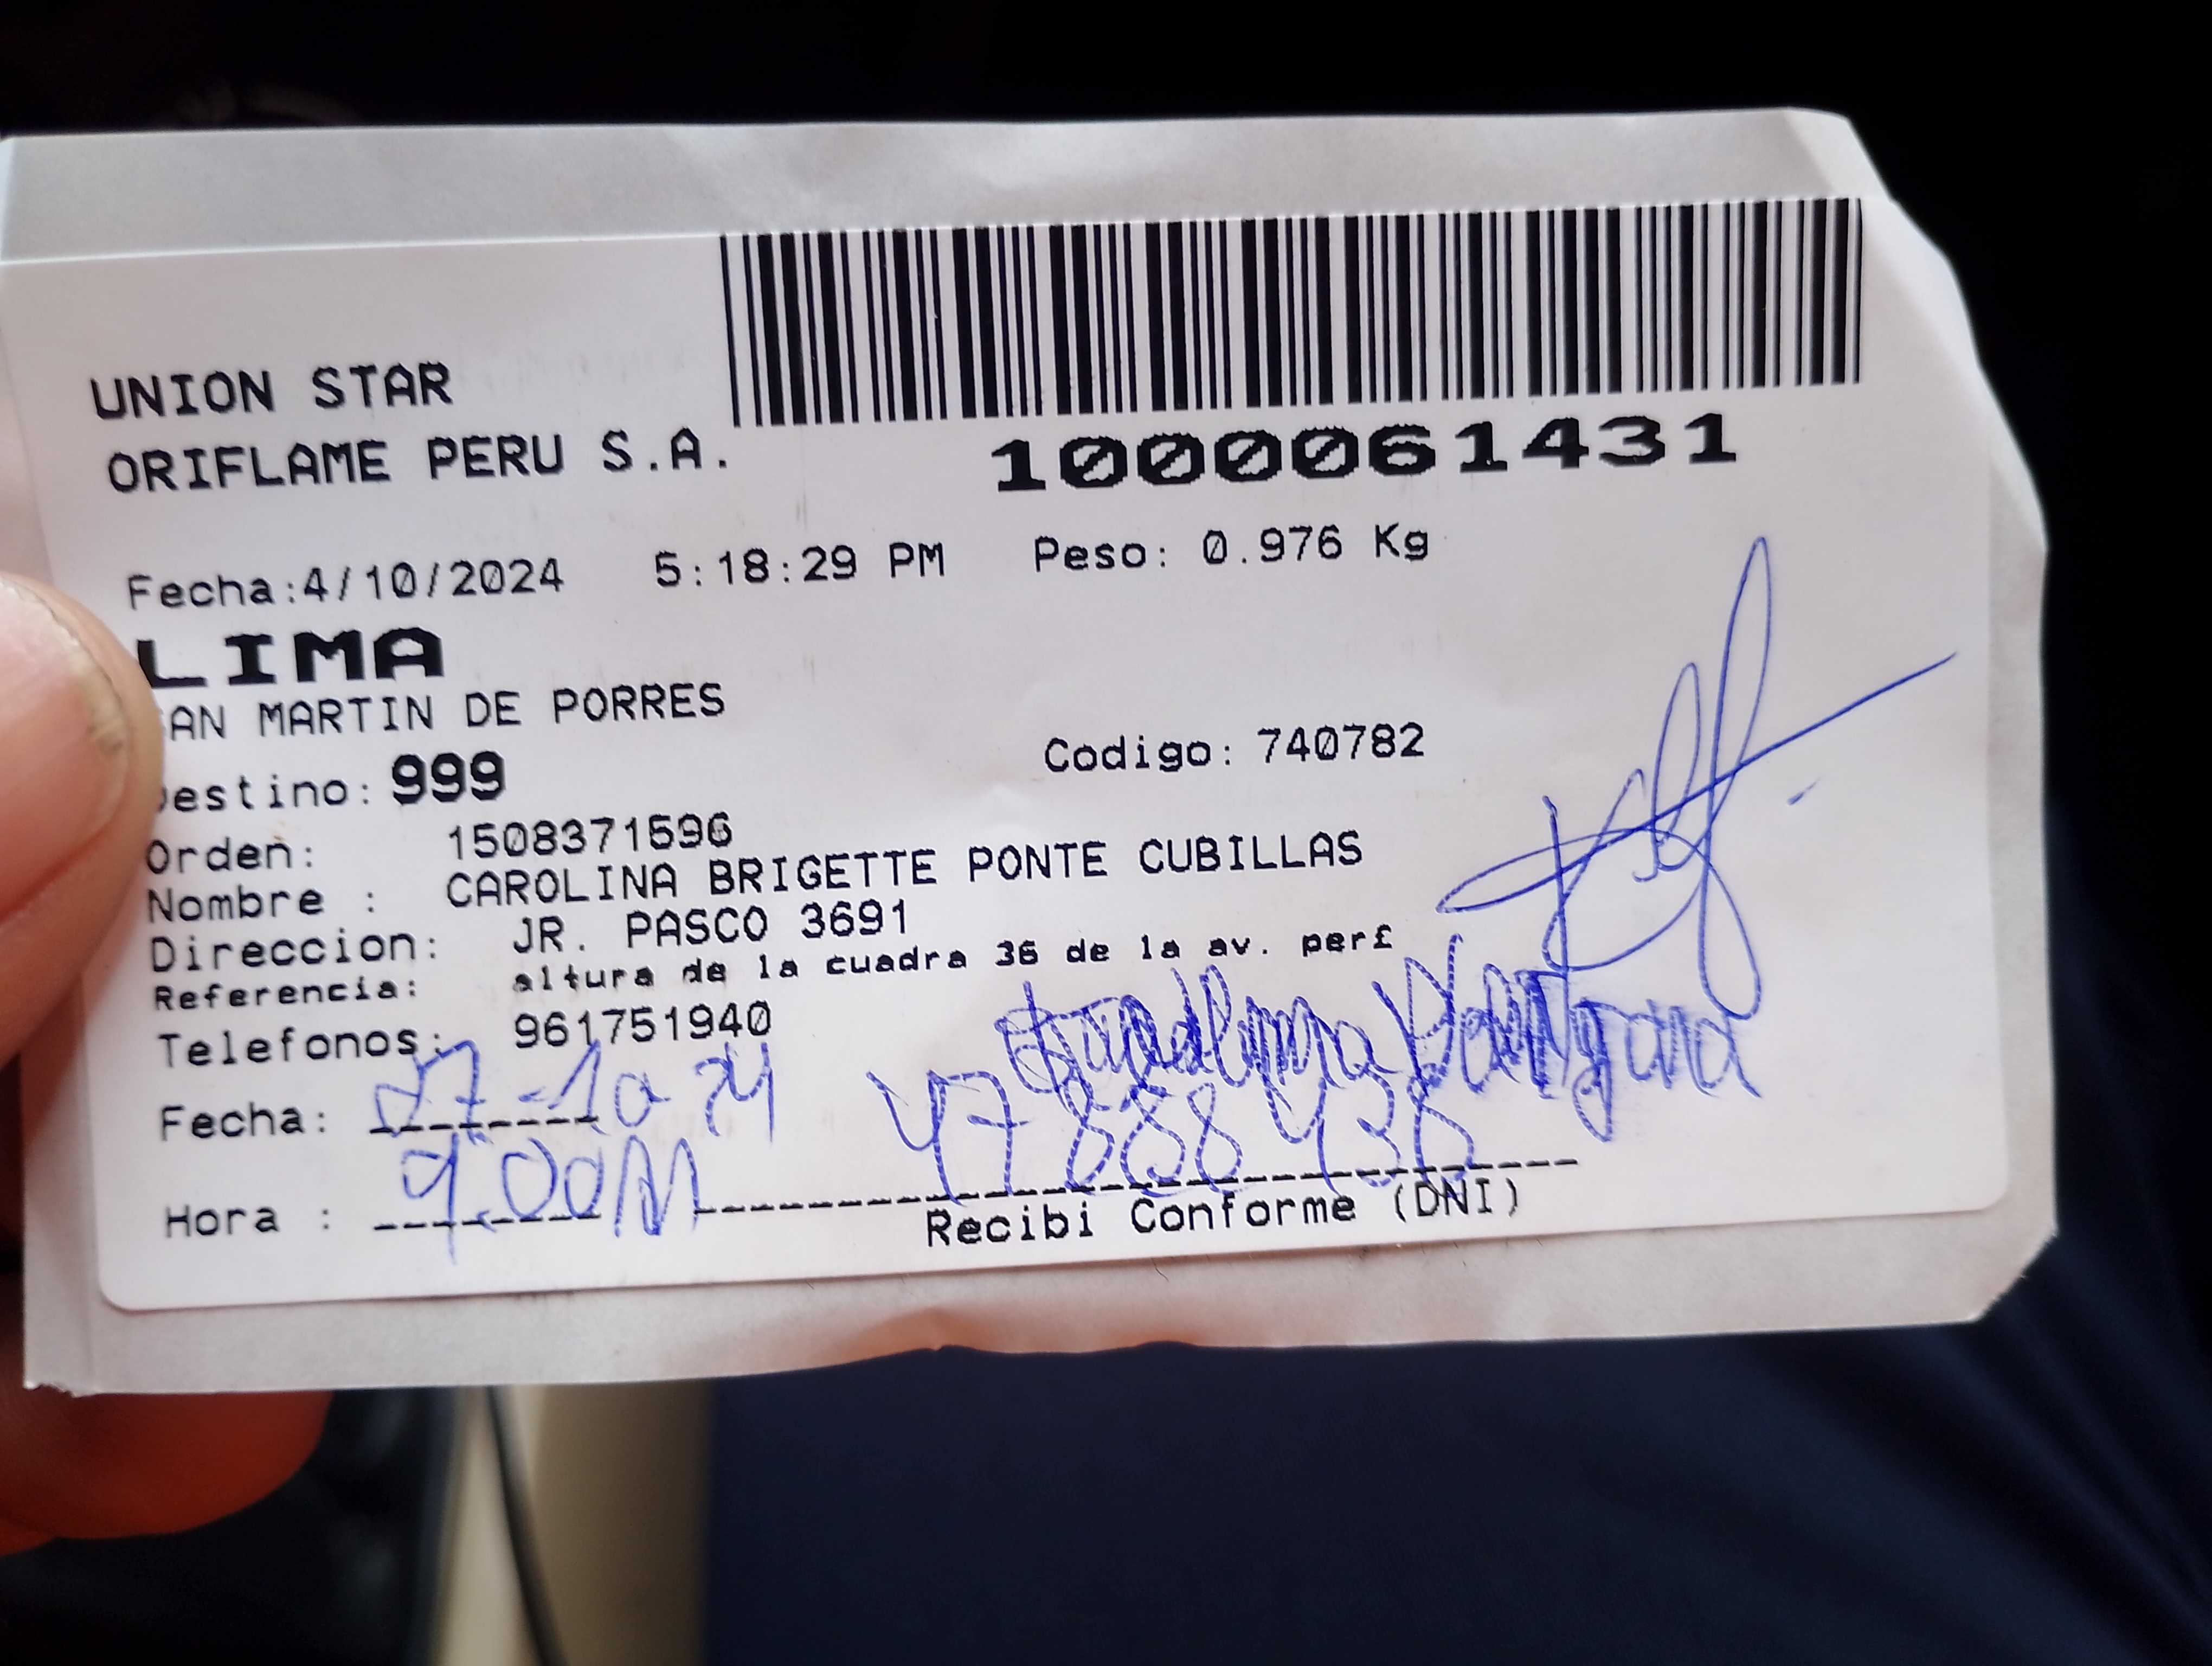 UNION STAR
ORIFLAME PERU S.A.
1000061431
Fecha:4/10/2024 5:18:29 PM Peso: 0.976 Kg
LIMA
AN MARTIN DE PORRES
estino: 999 Codigo: 740782
Orden: 1508371596
Nombre : CAROLINA BRIGETTE PONTE CUBILLAS
Direccion: JR. PASCO 3691
Referencia: altura de la cuadra 36 de la av. per£
Telefonos: 961751940
Fecha: 27-10-24
47888438
Hora : 9:00M
Recibi Conforme (DNI)